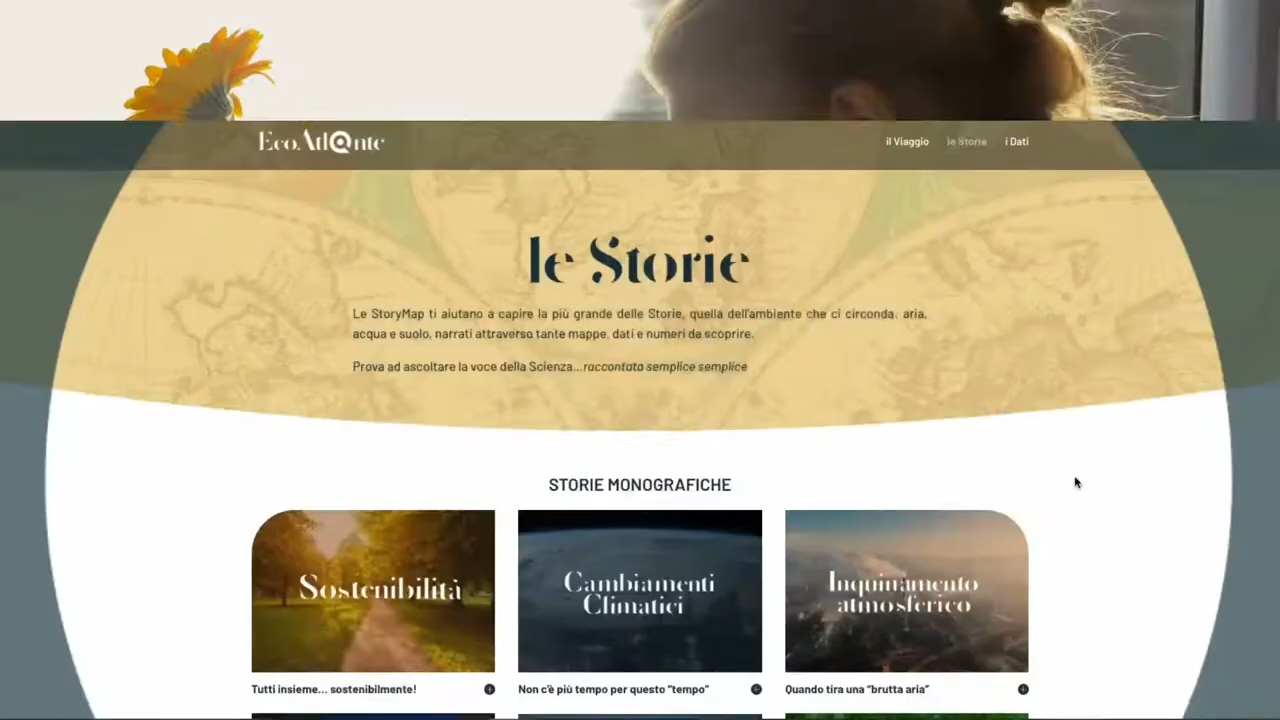 EcoAtl@nte
il Viaggio le Storie i Dati
le Storie
Le StoryMap ti aiutano a capire la più grande delle Storie, quella dell'ambiente che ci circonda: aria,
acqua e suolo, narrati attraverso tante mappe, dati e numeri da scoprire.
Prova ad ascoltare la voce della Scienza...raccontata semplice semplice
STORIE MONOGRAFICHE
Sostenibilità
Cambiamenti
Climatici
Inquinamento
atmosferico
Tutti insieme... sostenibilmente!
Non c'è più tempo per questo "tempo"
Quando tira una "brutta aria"